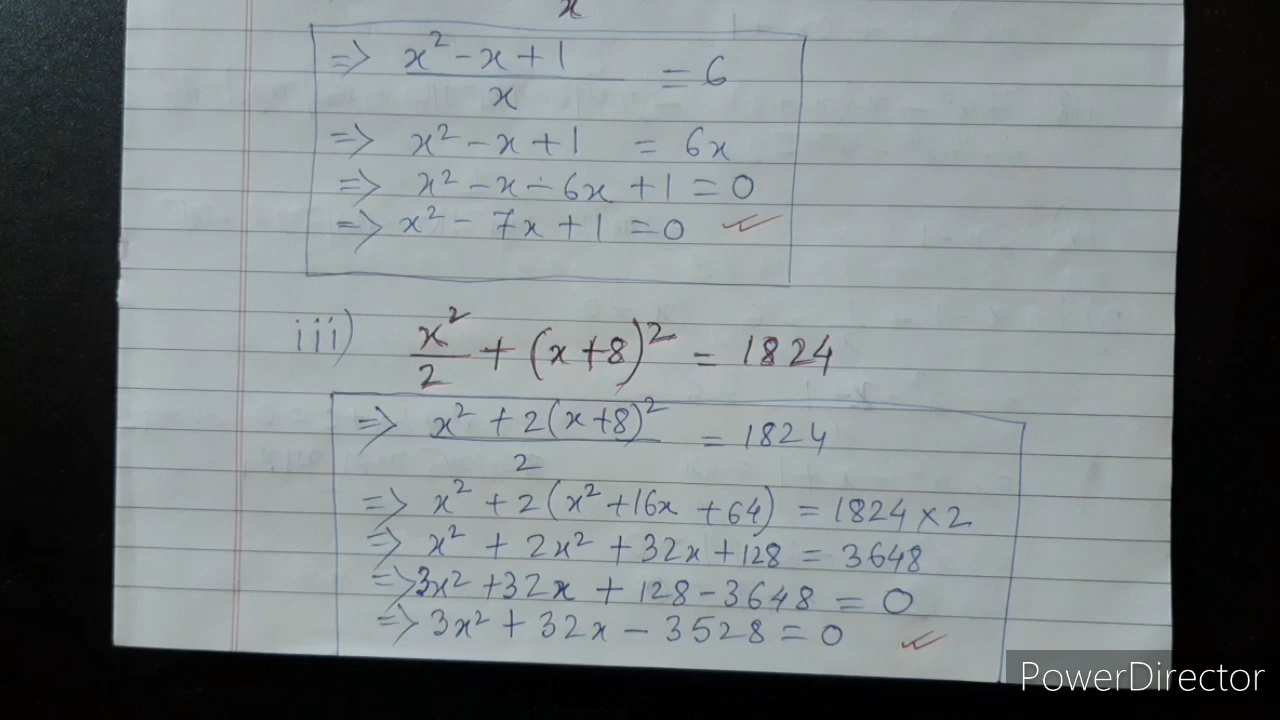 x
=> x² - x + 1 / x = 6
=> x² - x + 1 = 6x
=> x² - x - 6x + 1 = 0
=> x² - 7x + 1 = 0
iii) x²/2 + (x+8)² = 1824
=> x² + 2(x+8)² / 2 = 1824
=> x² + 2(x² + 16x + 64) = 1824 × 2
=> x² + 2x² + 32x + 128 = 3648
=> 3x² + 32x + 128 - 3648 = 0
=> 3x² + 32x - 3528 = 0
PowerDirector